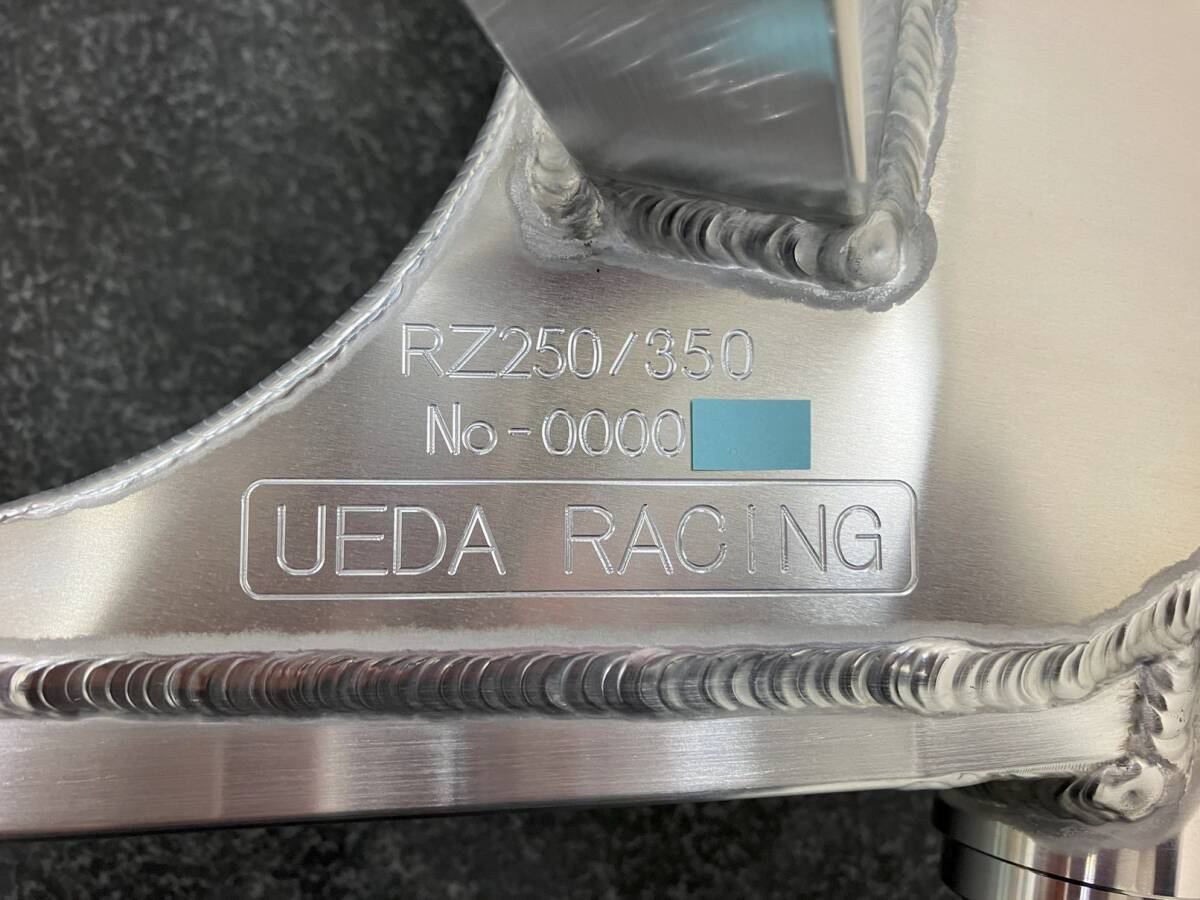 RZ250/350
No-0000
UEDA RACING